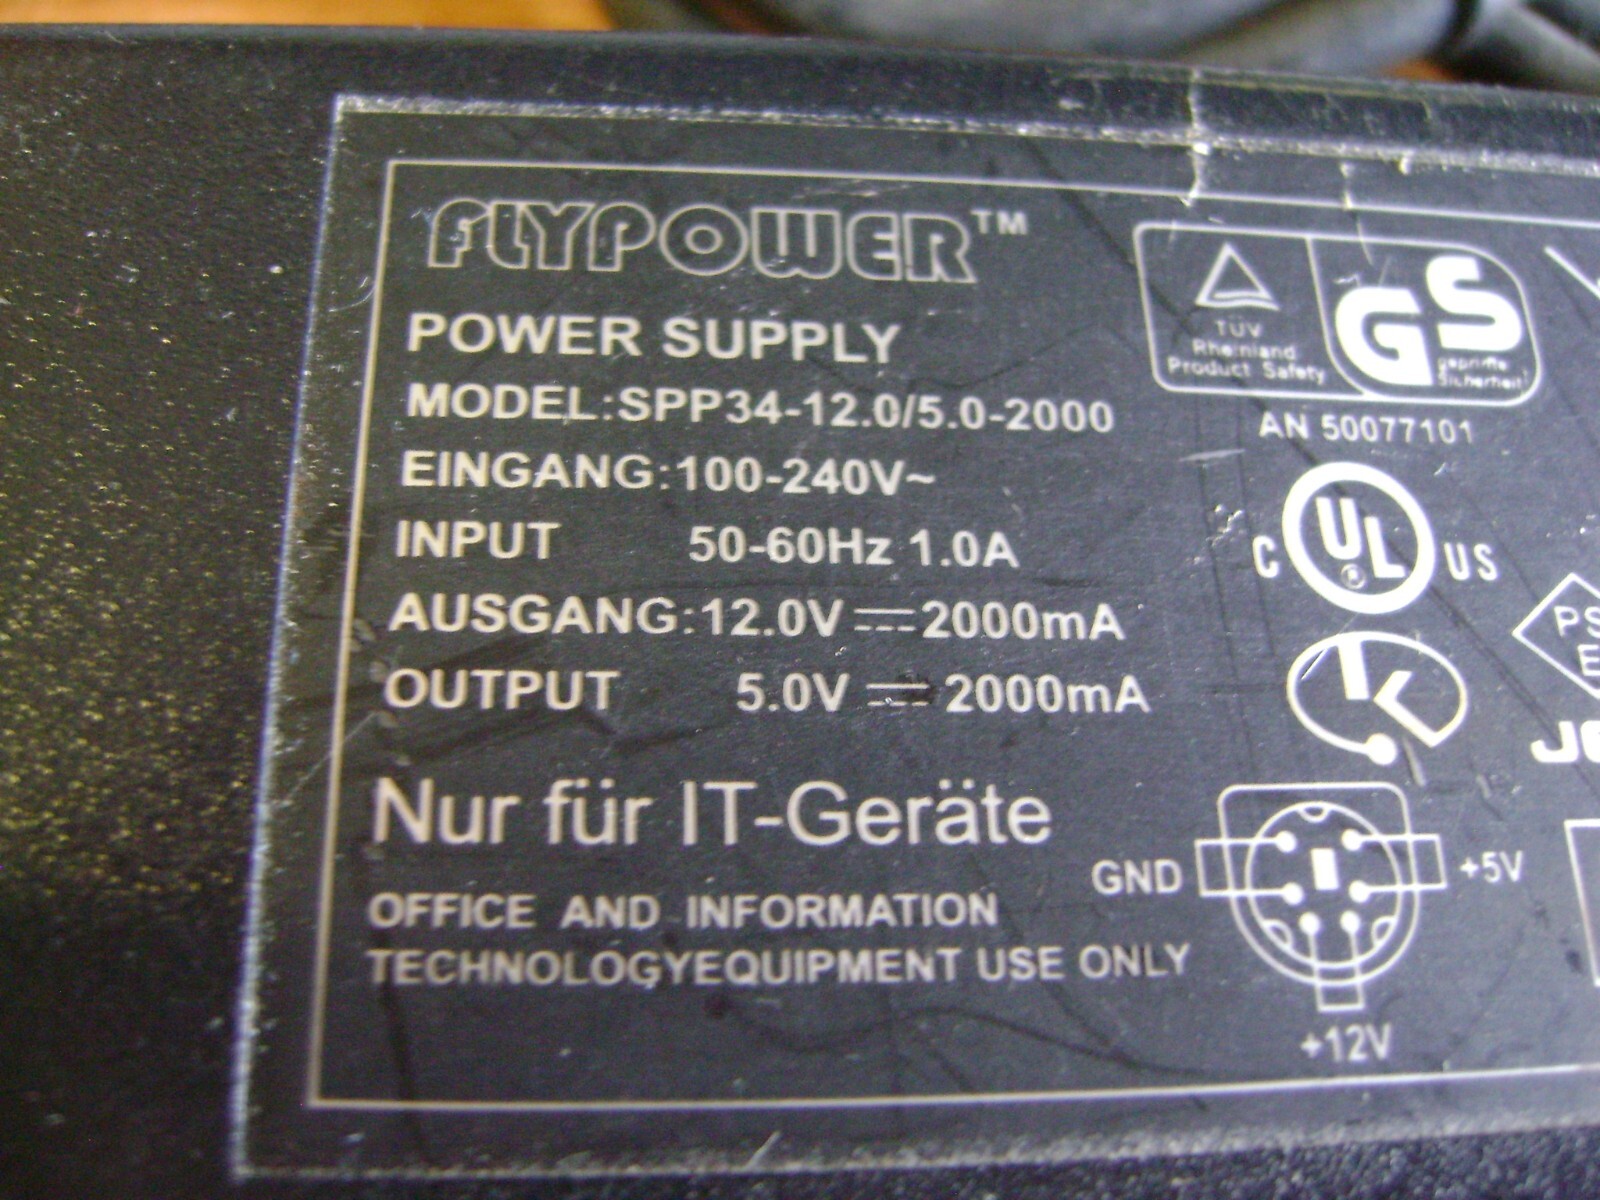 FLYPOWER™
POWER SUPPLY
MODEL:SPP34-12.0/5.0-2000
EINGANG:100-240V~
INPUT 50-60Hz 1.0A
AUSGANG:12.0V⎓2000mA
OUTPUT 5.0V⎓2000mA
Nur für IT-Geräte
OFFICE AND INFORMATION
TECHNOLOGYEQUIPMENT USE ONLY
TÜV
Rheinland
Product Safety
GS
geprüfte
Sicherheit
AN 50077101
C UL® US
PS
E
GND
+5V
+12V